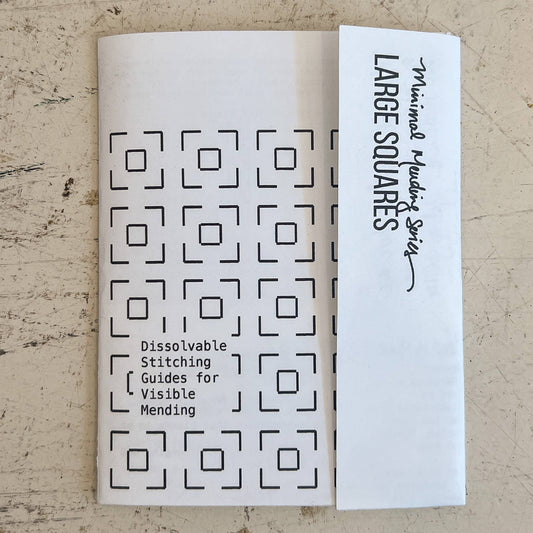 Minimal Mending Series
LARGE SQUARES
Dissolvable
Stitching
Guides for
Visible
Mending